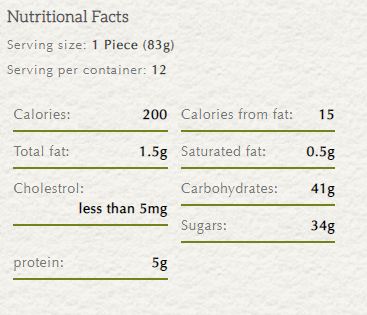 Nutritional Facts
Serving size: 1 Piece (83g)
Serving per container: 12
Calories: 200 Calories from fat: 15
Total fat: 1.5g Saturated fat: 0.5g
Cholestrol: Carbohydrates: 41g
less than 5mg
Sugars: 34g
protein: 5g